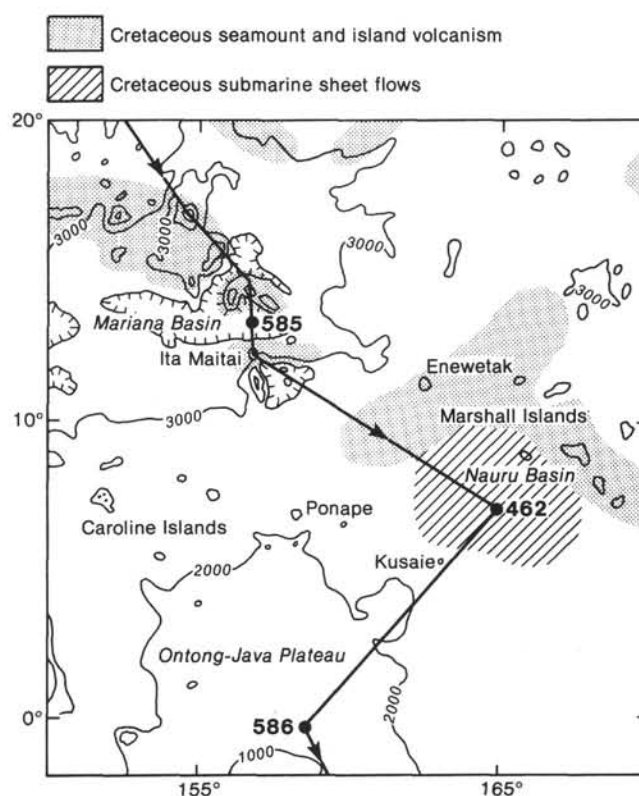 Cretaceous seamount and island volcanism
Cretaceous submarine sheet flows
20°
3000
3000
3000
3000
Mariana Basin
585
Ita Maitai
Enewetak
10°
3000
Marshall Islands
Nauru Basin
462
Caroline Islands
Ponape
Kusaie
2000
Ontong-Java Plateau
2000
0°
586
1000
155°
165°